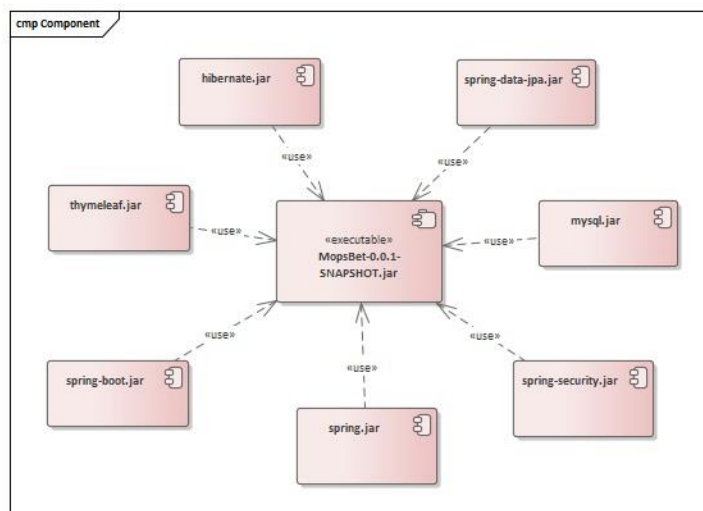 cmp Component
hibernate.jar
spring-data-jpa.jar
«use»
«use»
thymeleaf.jar
«use»
«executable»
MopsBet-0.0.1-
SNAPSHOT.jar
mysql.jar
«use»
«use»
«use»
spring-boot.jar
«use»
spring-security.jar
spring.jar